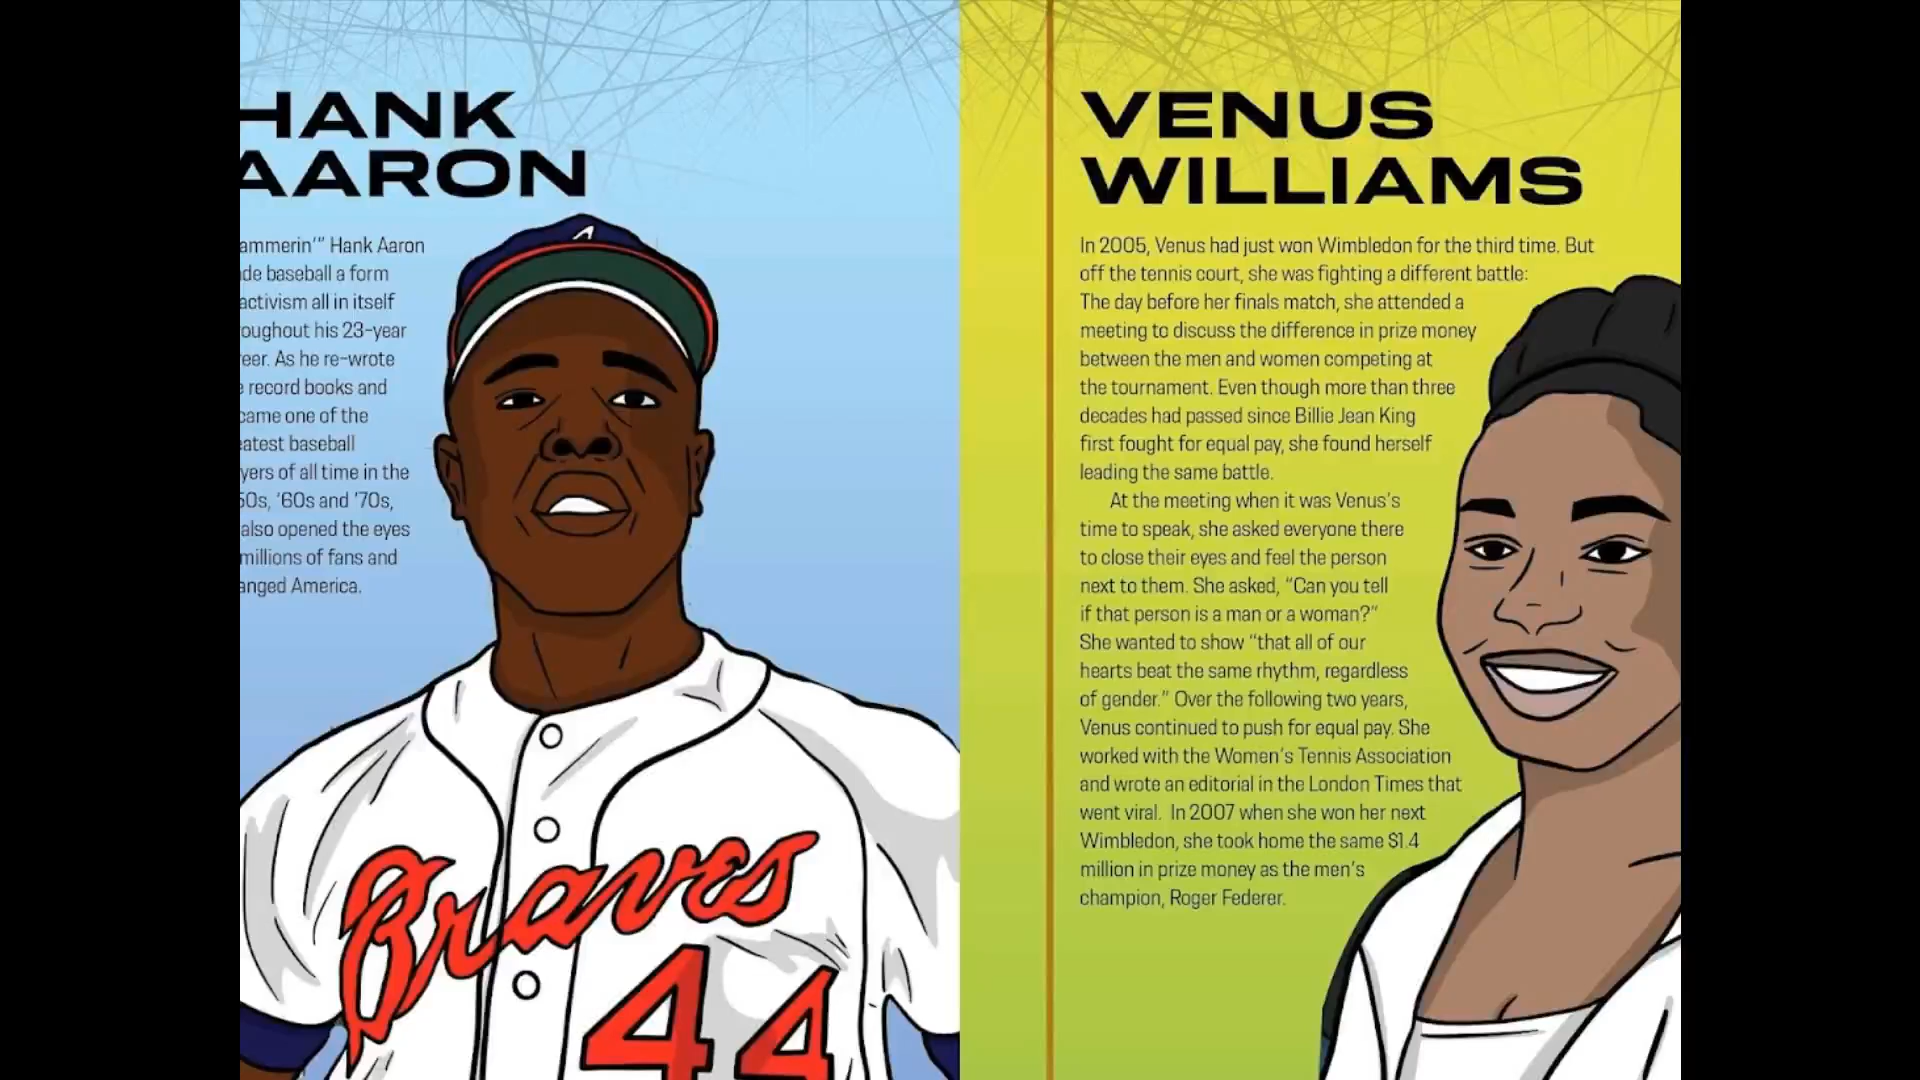 HANK
AARON
ammerin'" Hank Aaron
de baseball a form
activism all in itself
oughout his 23-year
eer. As he re-wrote
record books and
came one of the
eatest baseball
yers of all time in the
50s, '60s and '70s,
also opened the eyes
millions of fans and
anged America.
A
Braves
44
VENUS
WILLIAMS
In 2005, Venus had just won Wimbledon for the third time. But
off the tennis court, she was fighting a different battle:
The day before her finals match, she attended a
meeting to discuss the difference in prize money
between the men and women competing at
the tournament. Even though more than three
decades had passed since Billie Jean King
first fought for equal pay, she found herself
leading the same battle.
At the meeting when it was Venus's
time to speak, she asked everyone there
to close their eyes and feel the person
next to them. She asked, "Can you tell
if that person is a man or a woman?"
She wanted to show "that all of our
hearts beat the same rhythm, regardless
of gender." Over the following two years,
Venus continued to push for equal pay. She
worked with the Women's Tennis Association
and wrote an editorial in the London Times that
went viral. In 2007 when she won her next
Wimbledon, she took home the same $1.4
million in prize money as the men's
champion, Roger Federer.